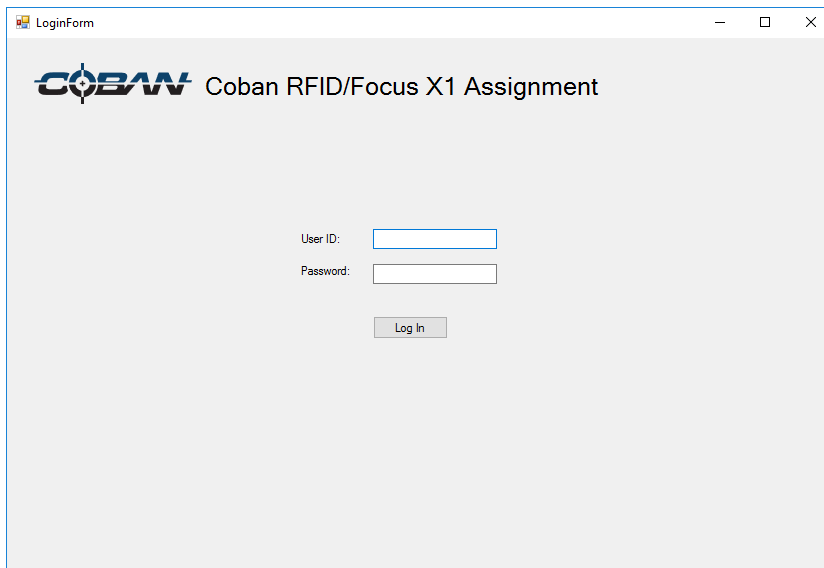 LoginForm
COBAN
Coban RFID/Focus X1 Assignment
User ID:
Password:
Log In